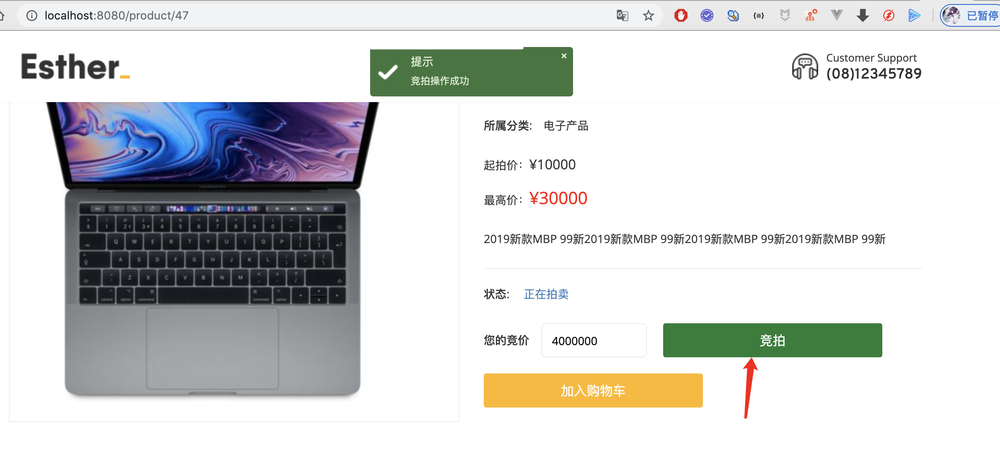 localhost:8080/product/47
已暂停
Esther_
提示
×
竞拍操作成功
Customer Support
(08)12345789
所属分类: 电子产品
起拍价: ¥10000
最高价: ¥30000
2019新款MBP 99新2019新款MBP 99新2019新款MBP 99新2019新款MBP 99新
状态: 正在拍卖
您的竞价 4000000 竞拍
加入购物车